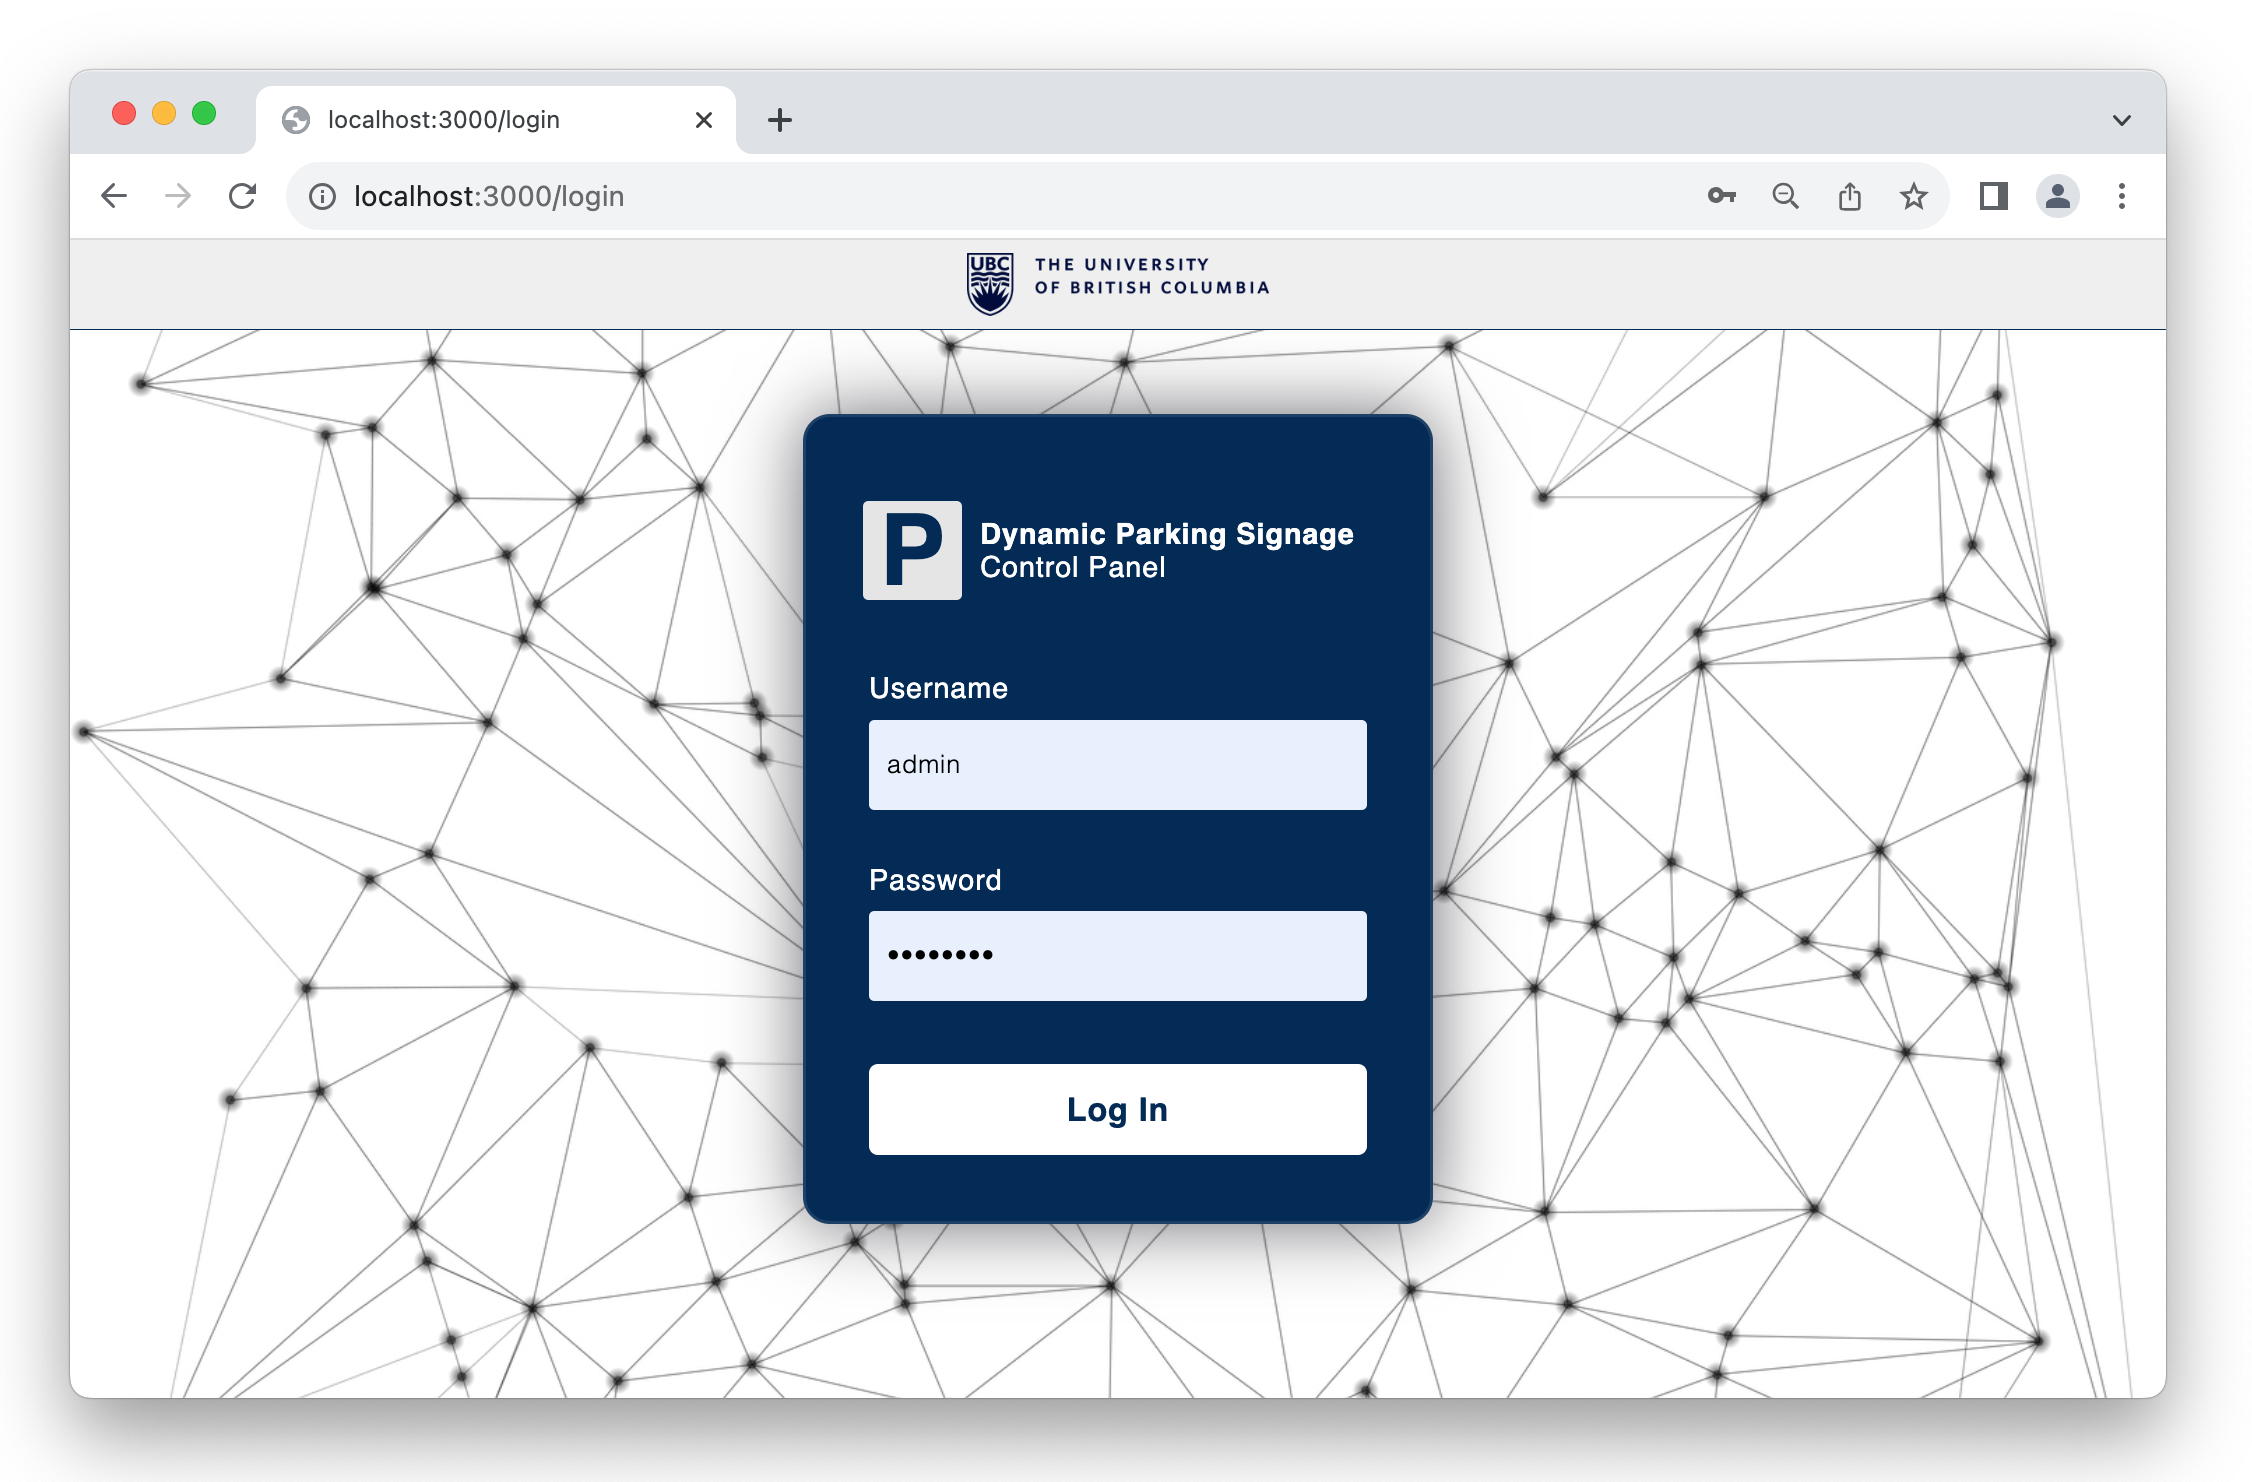 localhost:3000/login
localhost:3000/login
UBC
THE UNIVERSITY
OF BRITISH COLUMBIA
P
Dynamic Parking Signage
Control Panel
Username
admin
Password
••••••••
Log In